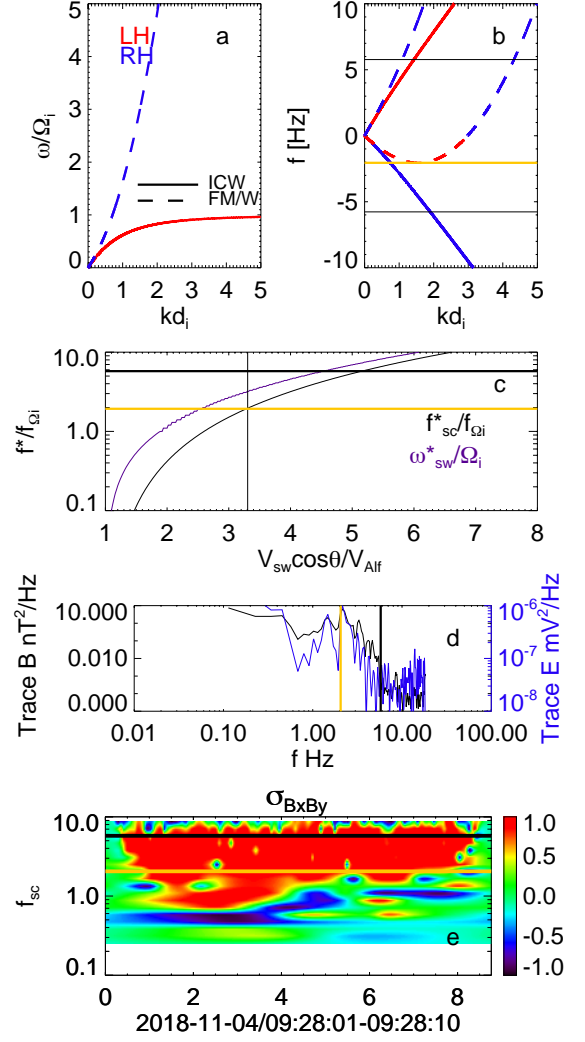 a
LH
RH
ICW
FM/W
ω/Ωi
5
4
3
2
1
0
0 1 2 3 4 5
kdi
b
f [Hz]
10
5
0
-5
-10
0 1 2 3 4 5
kdi
c
f*/fΩi
10.0
1.0
0.1
f*sc/fΩi
ω*sw/Ωi
1 2 3 4 5 6 7 8
Vswcosθ/VAlf
d
Trace B nT²/Hz
10.000
0.010
0.000
10⁻⁶
10⁻⁷
10⁻⁸
Trace E mV²/Hz
0.01 0.10 1.00 10.00 100.00
f Hz
σBxBy
fsc
10.0
1.0
0.1
e
1.0
0.5
0.0
-0.5
-1.0
0 2 4 6 8
2018-11-04/09:28:01-09:28:10